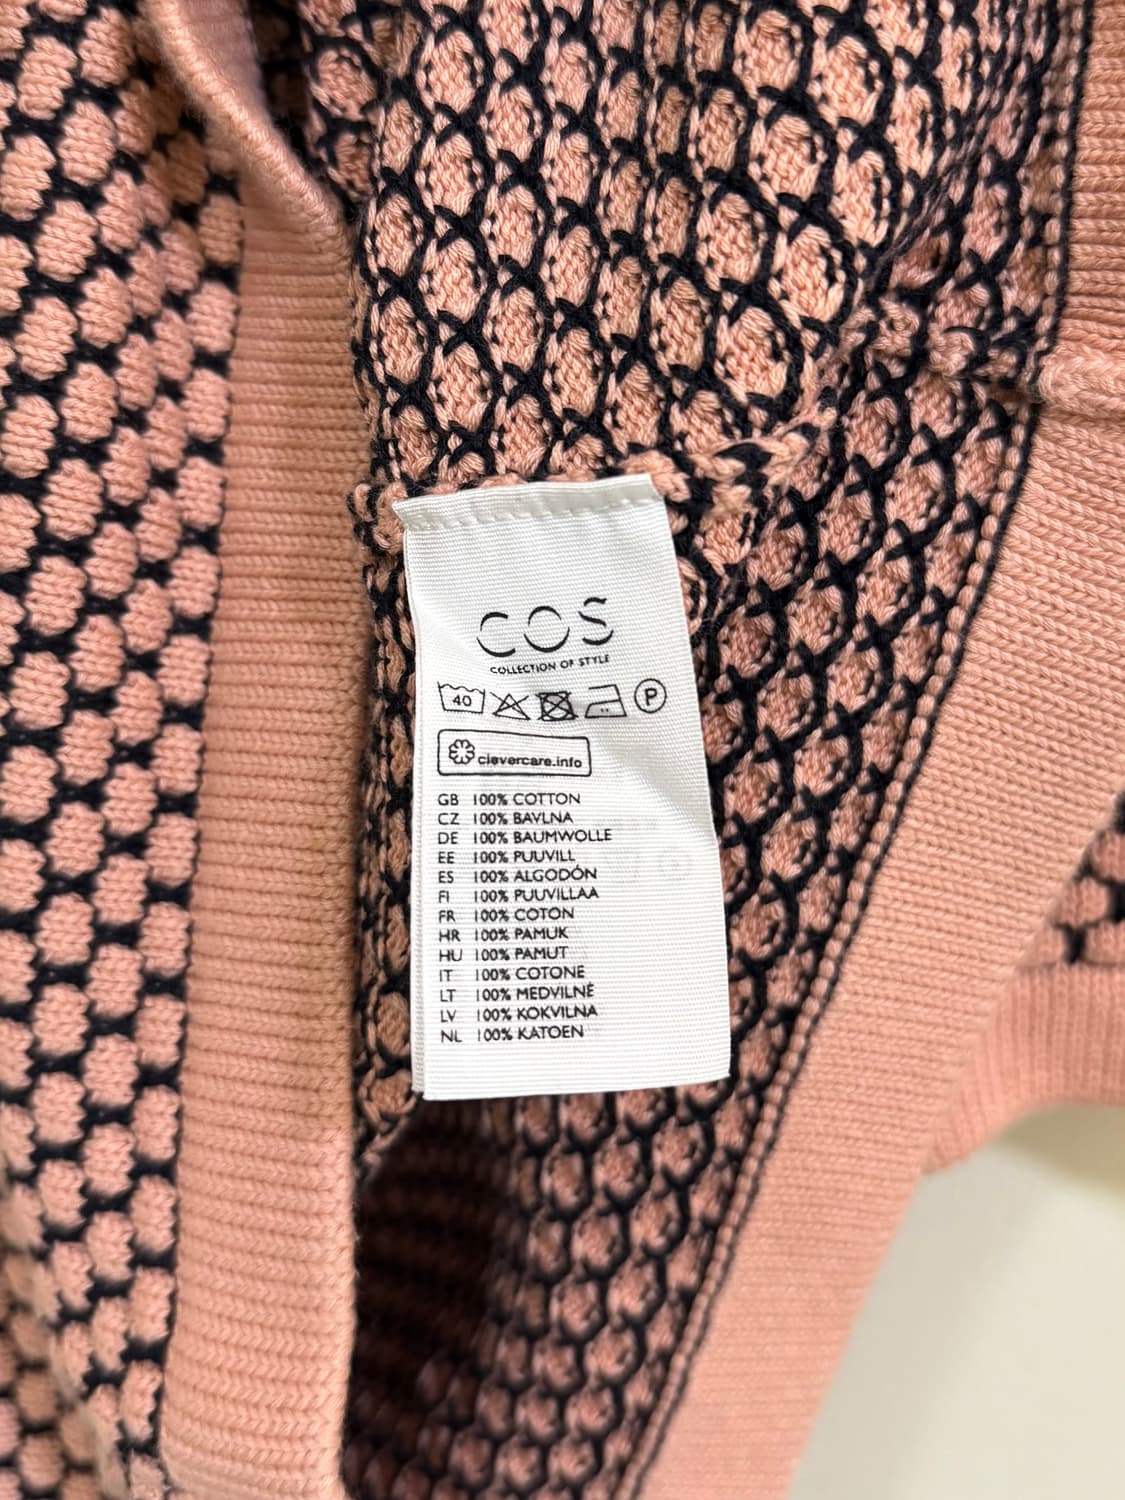 COS
COLLECTION OF STYLE
40 P
clevercare.info
GB 100% COTTON
CZ 100% BAVLNA
DE 100% BAUMWOLLE
EE 100% PUUVILL
ES 100% ALGODÓN
FI 100% PUUVILLAA
FR 100% COTON
HR 100% PAMUK
HU 100% PAMUT
IT 100% COTONE
LT 100% MEDVILNĖ
LV 100% KOKVILNA
NL 100% KATOEN